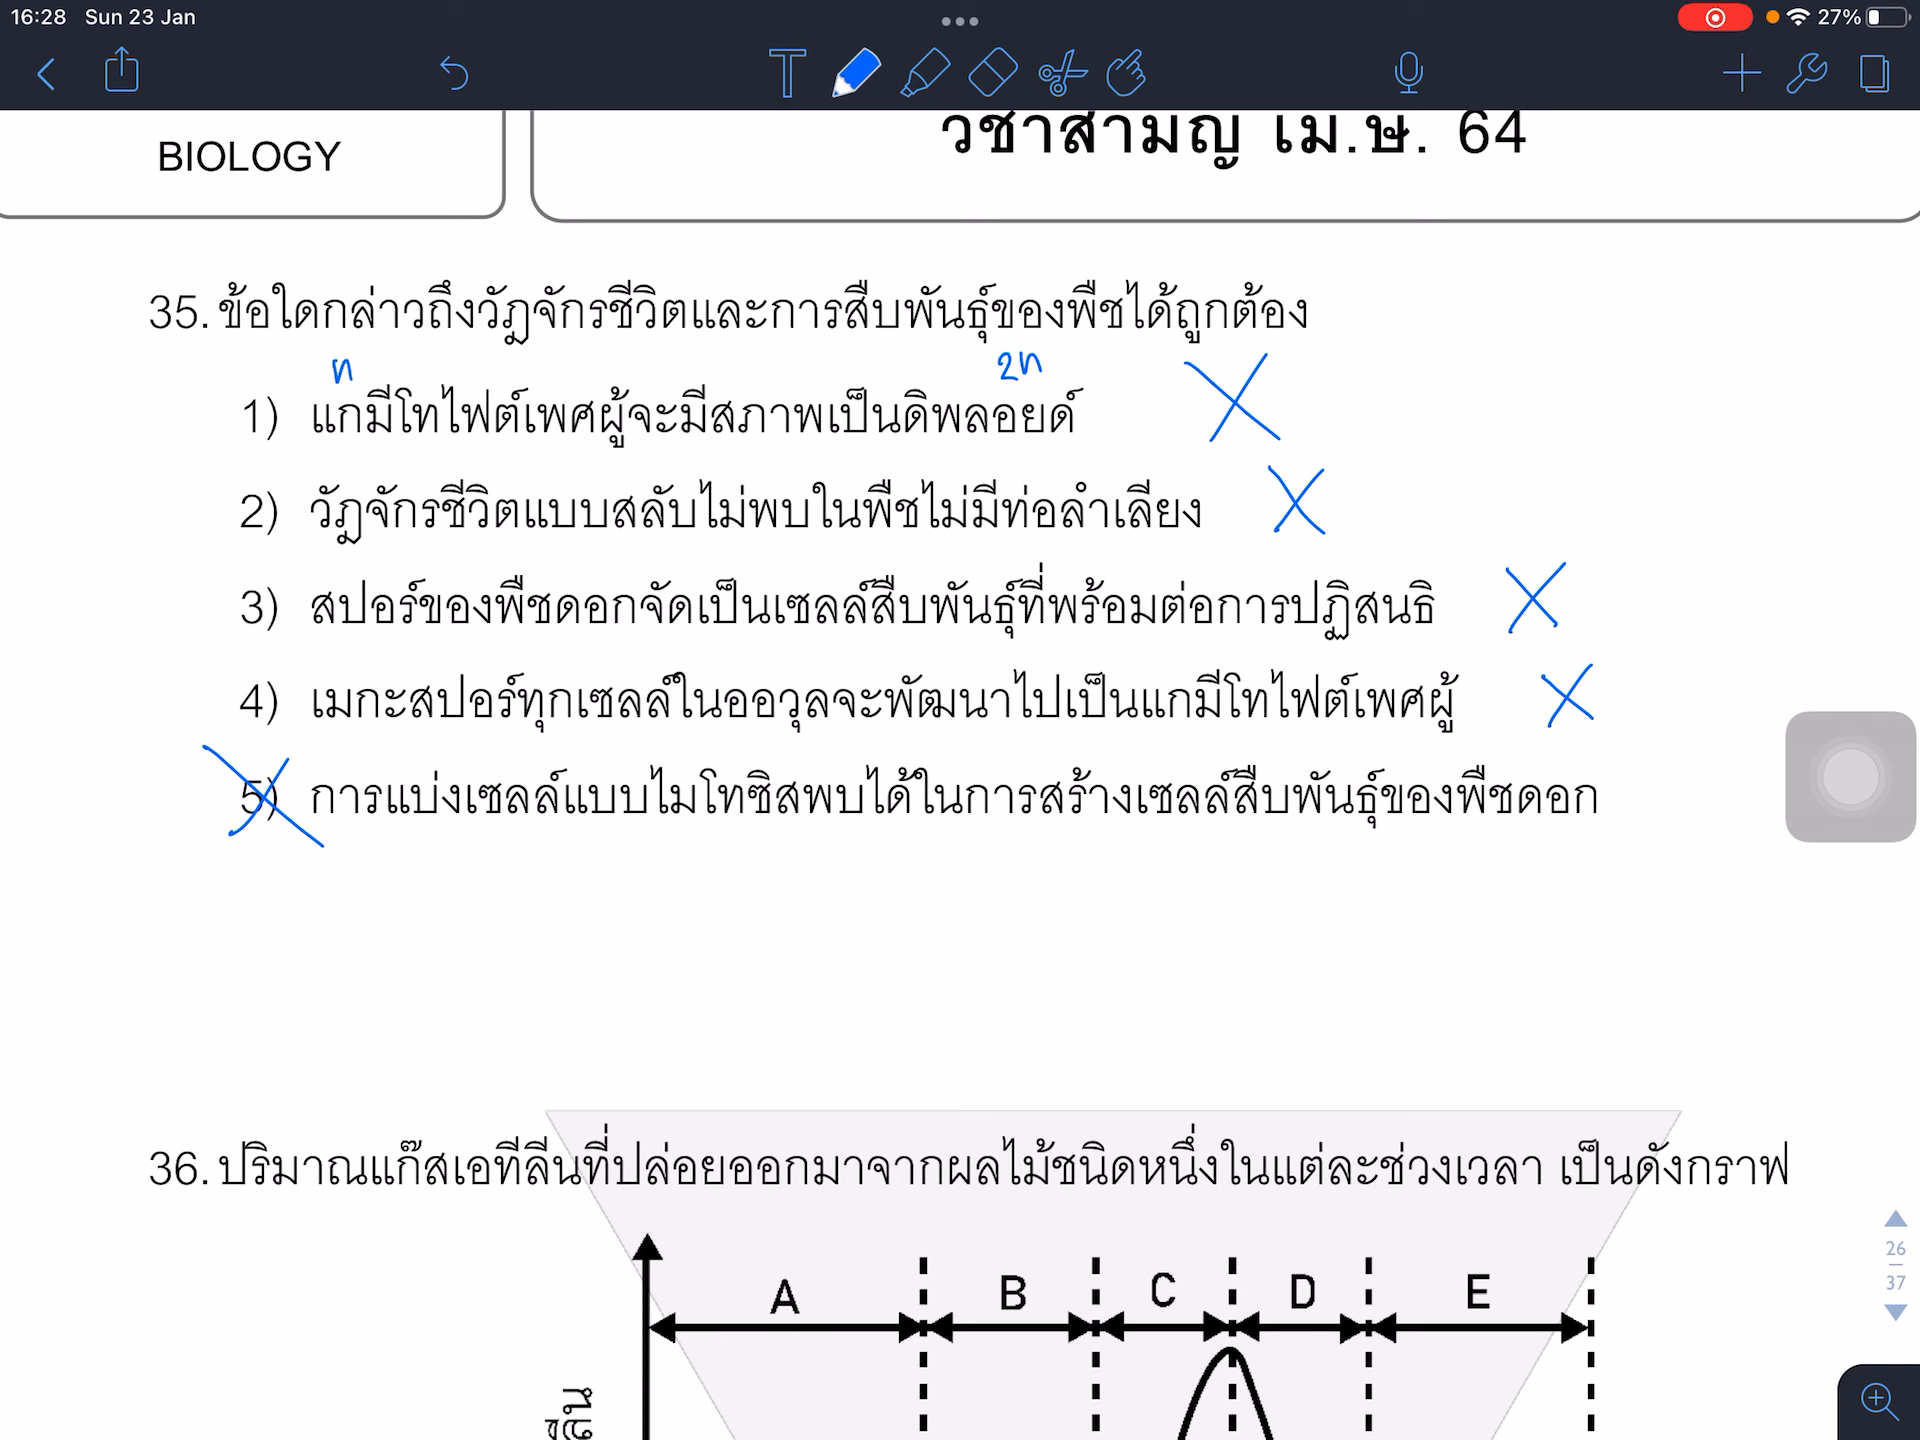 16:28 Sun 23 Jan
27%
BIOLOGY
วิชาสามัญ เม.ษ. 64
35. ข้อใดกล่าวถึงวัฏจักรชีวิตและการสืบพันธุ์ของพืชได้ถูกต้อง
n 2n
1) แกมีโทไฟต์เพศผู้จะมีสภาพเป็นดิพลอยด์
2) วัฏจักรชีวิตแบบสลับไม่พบในพืชไม่มีท่อลำเลียง
3) สปอร์ของพืชดอกจัดเป็นเซลล์สืบพันธุ์ที่พร้อมต่อการปฏิสนธิ
4) เมกะสปอร์ทุกเซลล์ในออวุลจะพัฒนาไปเป็นแกมีโทไฟต์เพศผู้
5) การแบ่งเซลล์แบบไมโทซิสพบได้ในการสร้างเซลล์สืบพันธุ์ของพืชดอก
36. ปริมาณแก๊สเอทีลีนที่ปล่อยออกมาจากผลไม้ชนิดหนึ่งในแต่ละช่วงเวลา เป็นดังกราฟ
A B C D E
26
37